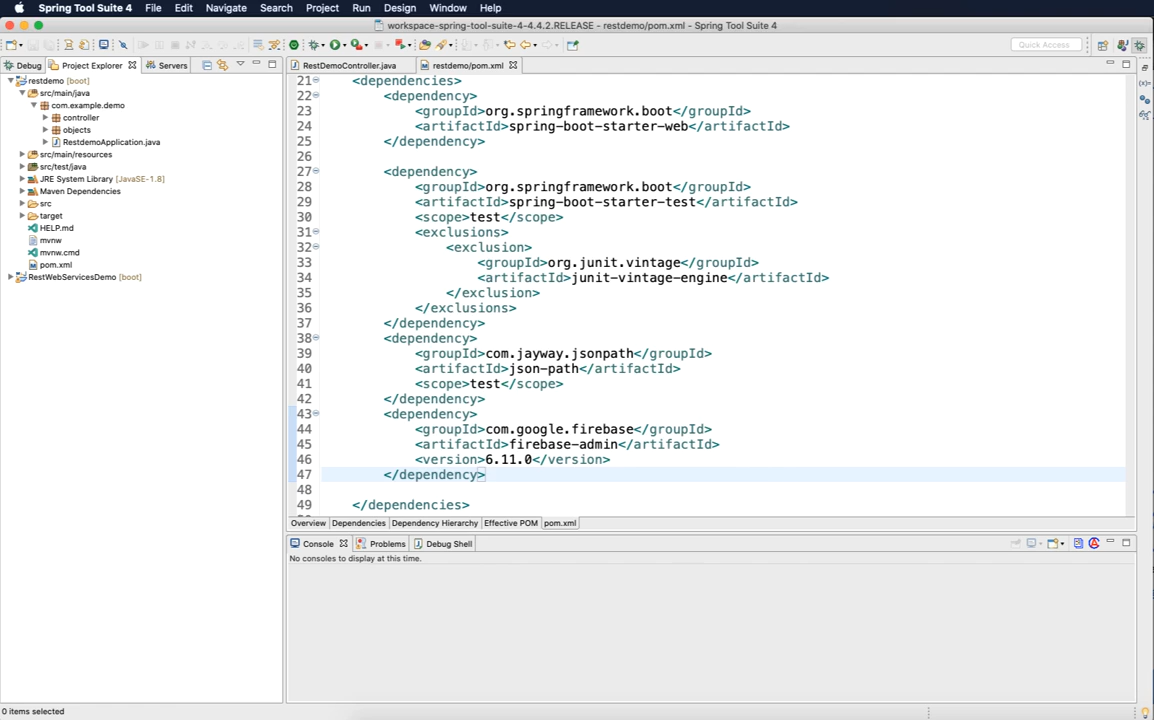 Spring Tool Suite 4 File Edit Navigate Search Project Run Design Window Help
workspace-spring-tool-suite-4-4.4.2.RELEASE - restdemo/pom.xml - Spring Tool Suite 4
Quick Access
Debug Project Explorer Servers
restdemo [boot]
src/main/java
com.example.demo
controller
objects
RestdemoApplication.java
src/main/resources
src/test/java
JRE System Library [JavaSE-1.8]
Maven Dependencies
src
target
HELP.md
mvnw
mvnw.cmd
pom.xml
RestWebServicesDemo [boot]
RestDemoController.java restdemo/pom.xml
21 <dependencies>
22 <dependency>
23 <groupId>org.springframework.boot</groupId>
24 <artifactId>spring-boot-starter-web</artifactId>
25 </dependency>
26
27 <dependency>
28 <groupId>org.springframework.boot</groupId>
29 <artifactId>spring-boot-starter-test</artifactId>
30 <scope>test</scope>
31 <exclusions>
32 <exclusion>
33 <groupId>org.junit.vintage</groupId>
34 <artifactId>junit-vintage-engine</artifactId>
35 </exclusion>
36 </exclusions>
37 </dependency>
38 <dependency>
39 <groupId>com.jayway.jsonpath</groupId>
40 <artifactId>json-path</artifactId>
41 <scope>test</scope>
42 </dependency>
43 <dependency>
44 <groupId>com.google.firebase</groupId>
45 <artifactId>firebase-admin</artifactId>
46 <version>6.11.0</version>
47 </dependency>
48
49 </dependencies>
Overview Dependencies Dependency Hierarchy Effective POM pom.xml
Console Problems Debug Shell
No consoles to display at this time.
0 items selected